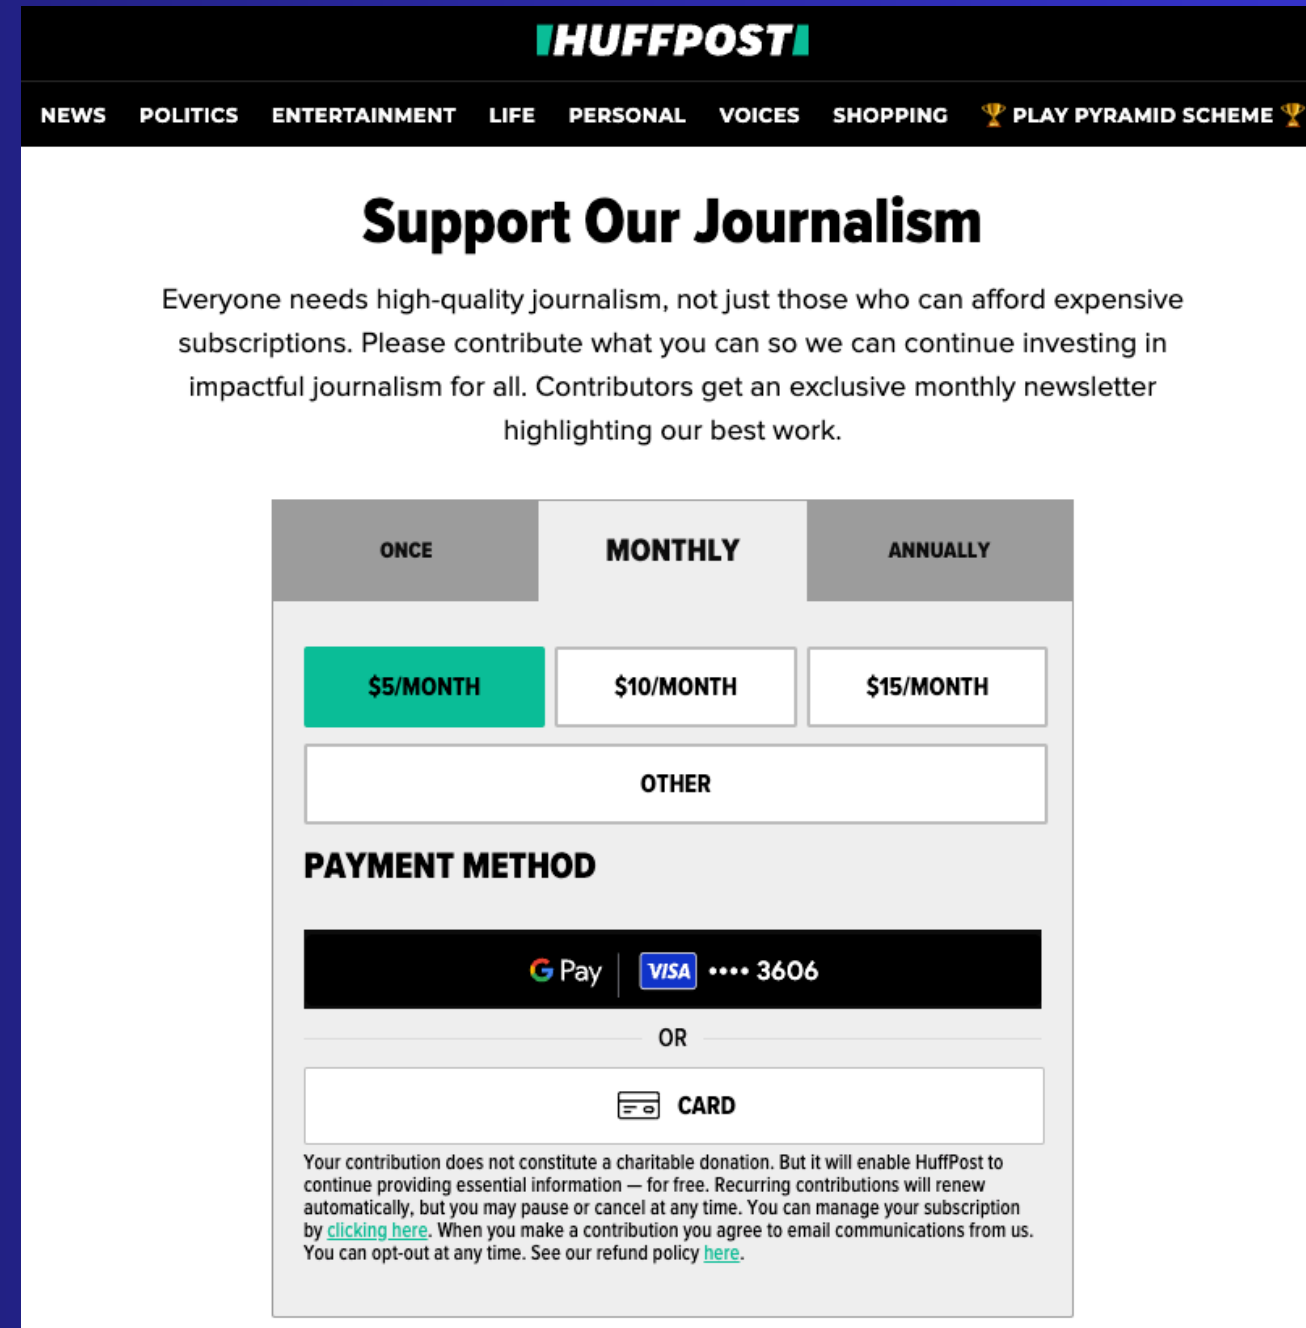 HUFFPOST
NEWS POLITICS ENTERTAINMENT LIFE PERSONAL VOICES SHOPPING 🏆 PLAY PYRAMID SCHEME 🏆
Support Our Journalism
Everyone needs high-quality journalism, not just those who can afford expensive
subscriptions. Please contribute what you can so we can continue investing in
impactful journalism for all. Contributors get an exclusive monthly newsletter
highlighting our best work.
ONCE MONTHLY ANNUALLY
$5/MONTH $10/MONTH $15/MONTH
OTHER
PAYMENT METHOD
G Pay VISA •••• 3606
OR
CARD
Your contribution does not constitute a charitable donation. But it will enable HuffPost to
continue providing essential information — for free. Recurring contributions will renew
automatically, but you may pause or cancel at any time. You can manage your subscription
by clicking here. When you make a contribution you agree to email communications from us.
You can opt-out at any time. See our refund policy here.